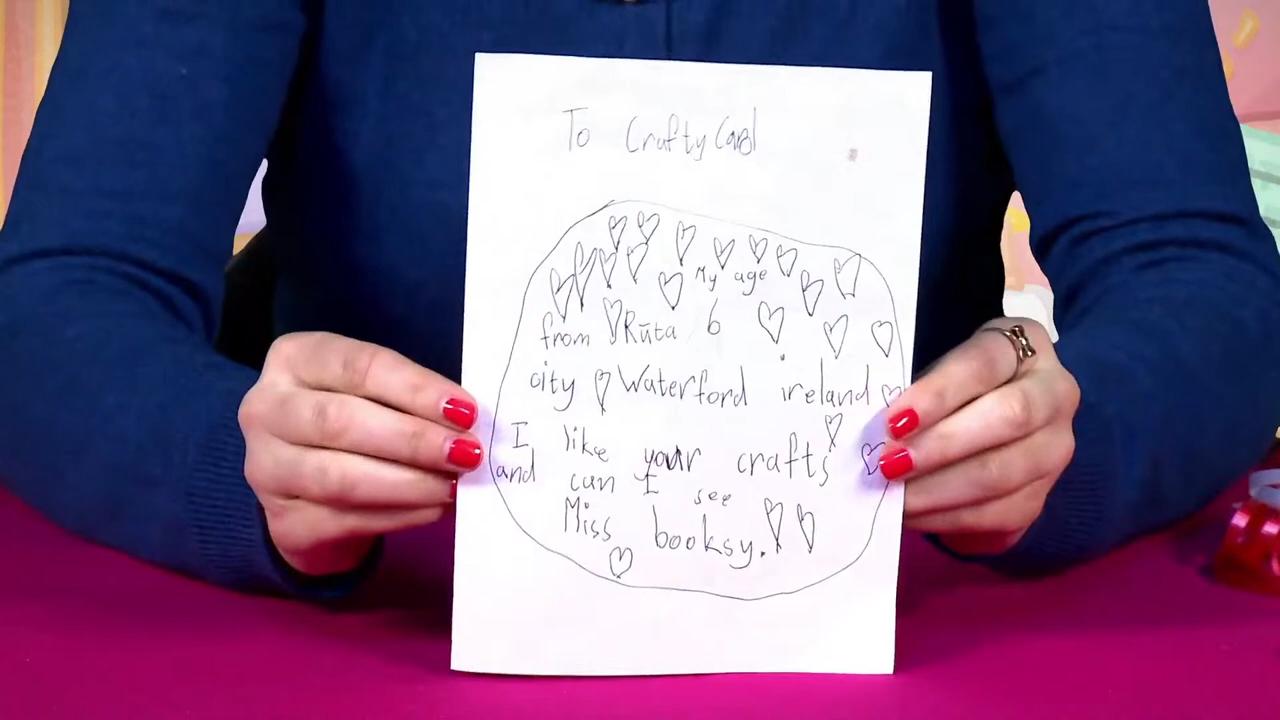 To Crafty Carol
My age
from Rūta 6
city Waterford ireland
I like your crafts
and can I see
Miss booksy.